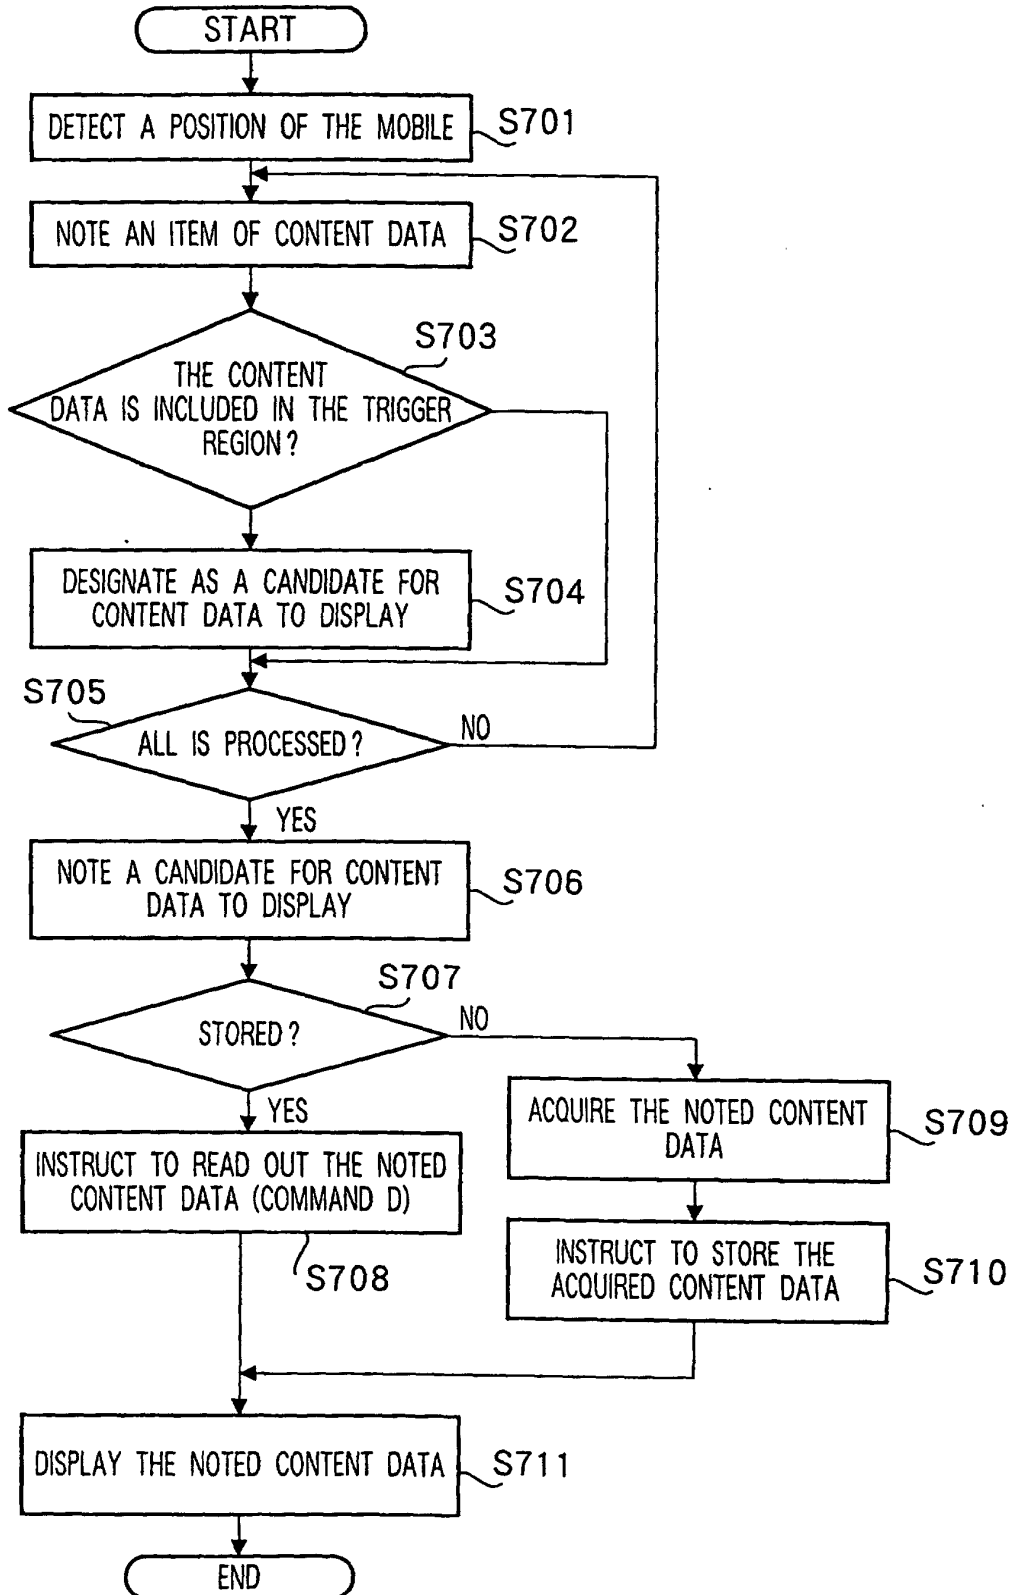 START
DETECT A POSITION OF THE MOBILE
S701
NOTE AN ITEM OF CONTENT DATA
S702
S703
THE CONTENT
DATA IS INCLUDED IN THE TRIGGER
REGION?
DESIGNATE AS A CANDIDATE FOR
CONTENT DATA TO DISPLAY
S704
S705
ALL IS PROCESSED?
NO
YES
NOTE A CANDIDATE FOR CONTENT
DATA TO DISPLAY
S706
S707
STORED?
NO
YES
INSTRUCT TO READ OUT THE NOTED
CONTENT DATA (COMMAND D)
S708
ACQUIRE THE NOTED CONTENT
DATA
S709
INSTRUCT TO STORE THE
ACQUIRED CONTENT DATA
S710
DISPLAY THE NOTED CONTENT DATA
S711
END